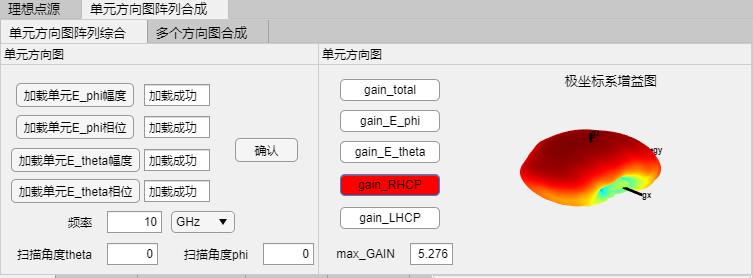 理想点源 单元方向图阵列合成
单元方向图阵列综合 多个方向图合成
单元方向图
加载单元E_phi幅度 加载成功
加载单元E_phi相位 加载成功
加载单元E_theta幅度 加载成功
加载单元E_theta相位 加载成功
确认
频率 10 GHz
扫描角度theta 0 扫描角度phi 0
单元方向图
gain_total
gain_E_phi
gain_E_theta
gain_RHCP
gain_LHCP
max_GAIN 5.276
极坐标系增益图
gy
gx